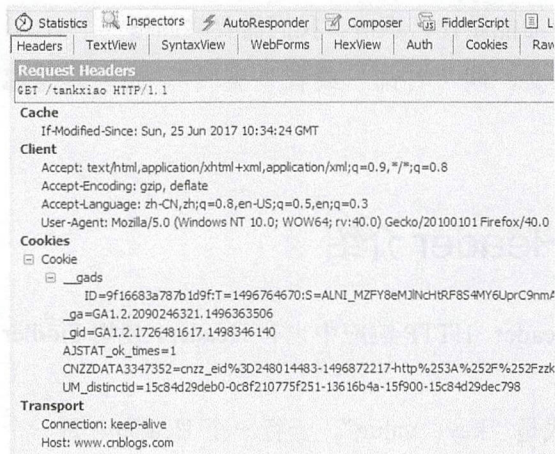 Statistics Inspectors AutoResponder Composer FiddlerScript
Headers TextView SyntaxView WebForms HexView Auth Cookies Raw
Request Headers
GET /tankxiao HTTP/1.1
Cache
If-Modified-Since: Sun, 25 Jun 2017 10:34:24 GMT
Client
Accept: text/html,application/xhtml+xml,application/xml;q=0.9,*/*;q=0.8
Accept-Encoding: gzip, deflate
Accept-Language: zh-CN,zh;q=0.8,en-US;q=0.5,en;q=0.3
User-Agent: Mozilla/5.0 (Windows NT 10.0; WOW64; rv:40.0) Gecko/20100101 Firefox/40.0
Cookies
Cookie
__gads
ID=9f16683a787b1d9f:T=1496764670:S=ALNI_MZFY8eMJlNcHtRF8S4MY6UprC9nmA
_ga=GA1.2.2090246321.1496363506
_gid=GA1.2.1726481617.1498346140
AJSTAT_ok_times=1
CNZZDATA3347352=cnzz_eid%3D248014483-1496872217-http%253A%252F%252Fzzk
UM_distinctid=15c84d29deb0-0c8f210775f251-13616b4a-15f900-15c84d29dec798
Transport
Connection: keep-alive
Host: www.cnblogs.com